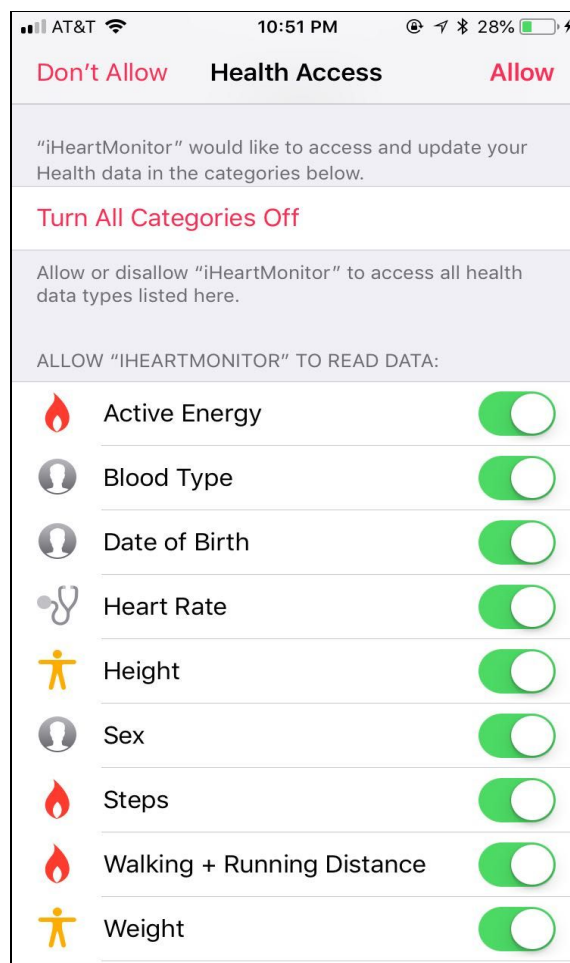 AT&T 10:51 PM 28%
Don't Allow Health Access Allow
“iHeartMonitor” would like to access and update your
Health data in the categories below.
Turn All Categories Off
Allow or disallow “iHeartMonitor” to access all health
data types listed here.
ALLOW “IHEARTMONITOR” TO READ DATA:
Active Energy
Blood Type
Date of Birth
Heart Rate
Height
Sex
Steps
Walking + Running Distance
Weight